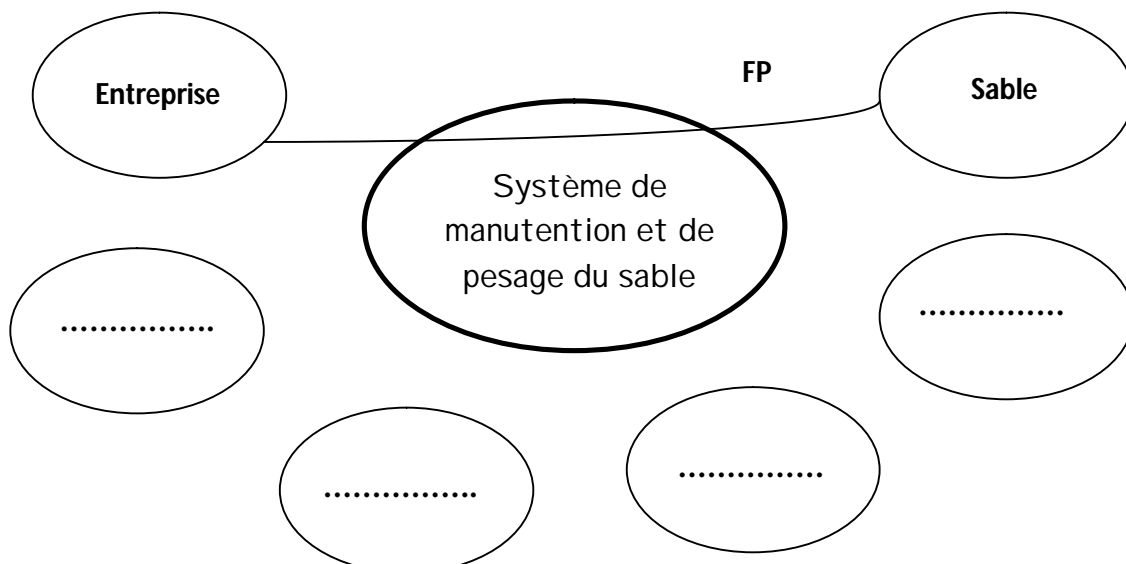 Entreprise
FP
Sable
Système de
manutention et de
pesage du sable
................
...............
................
...............